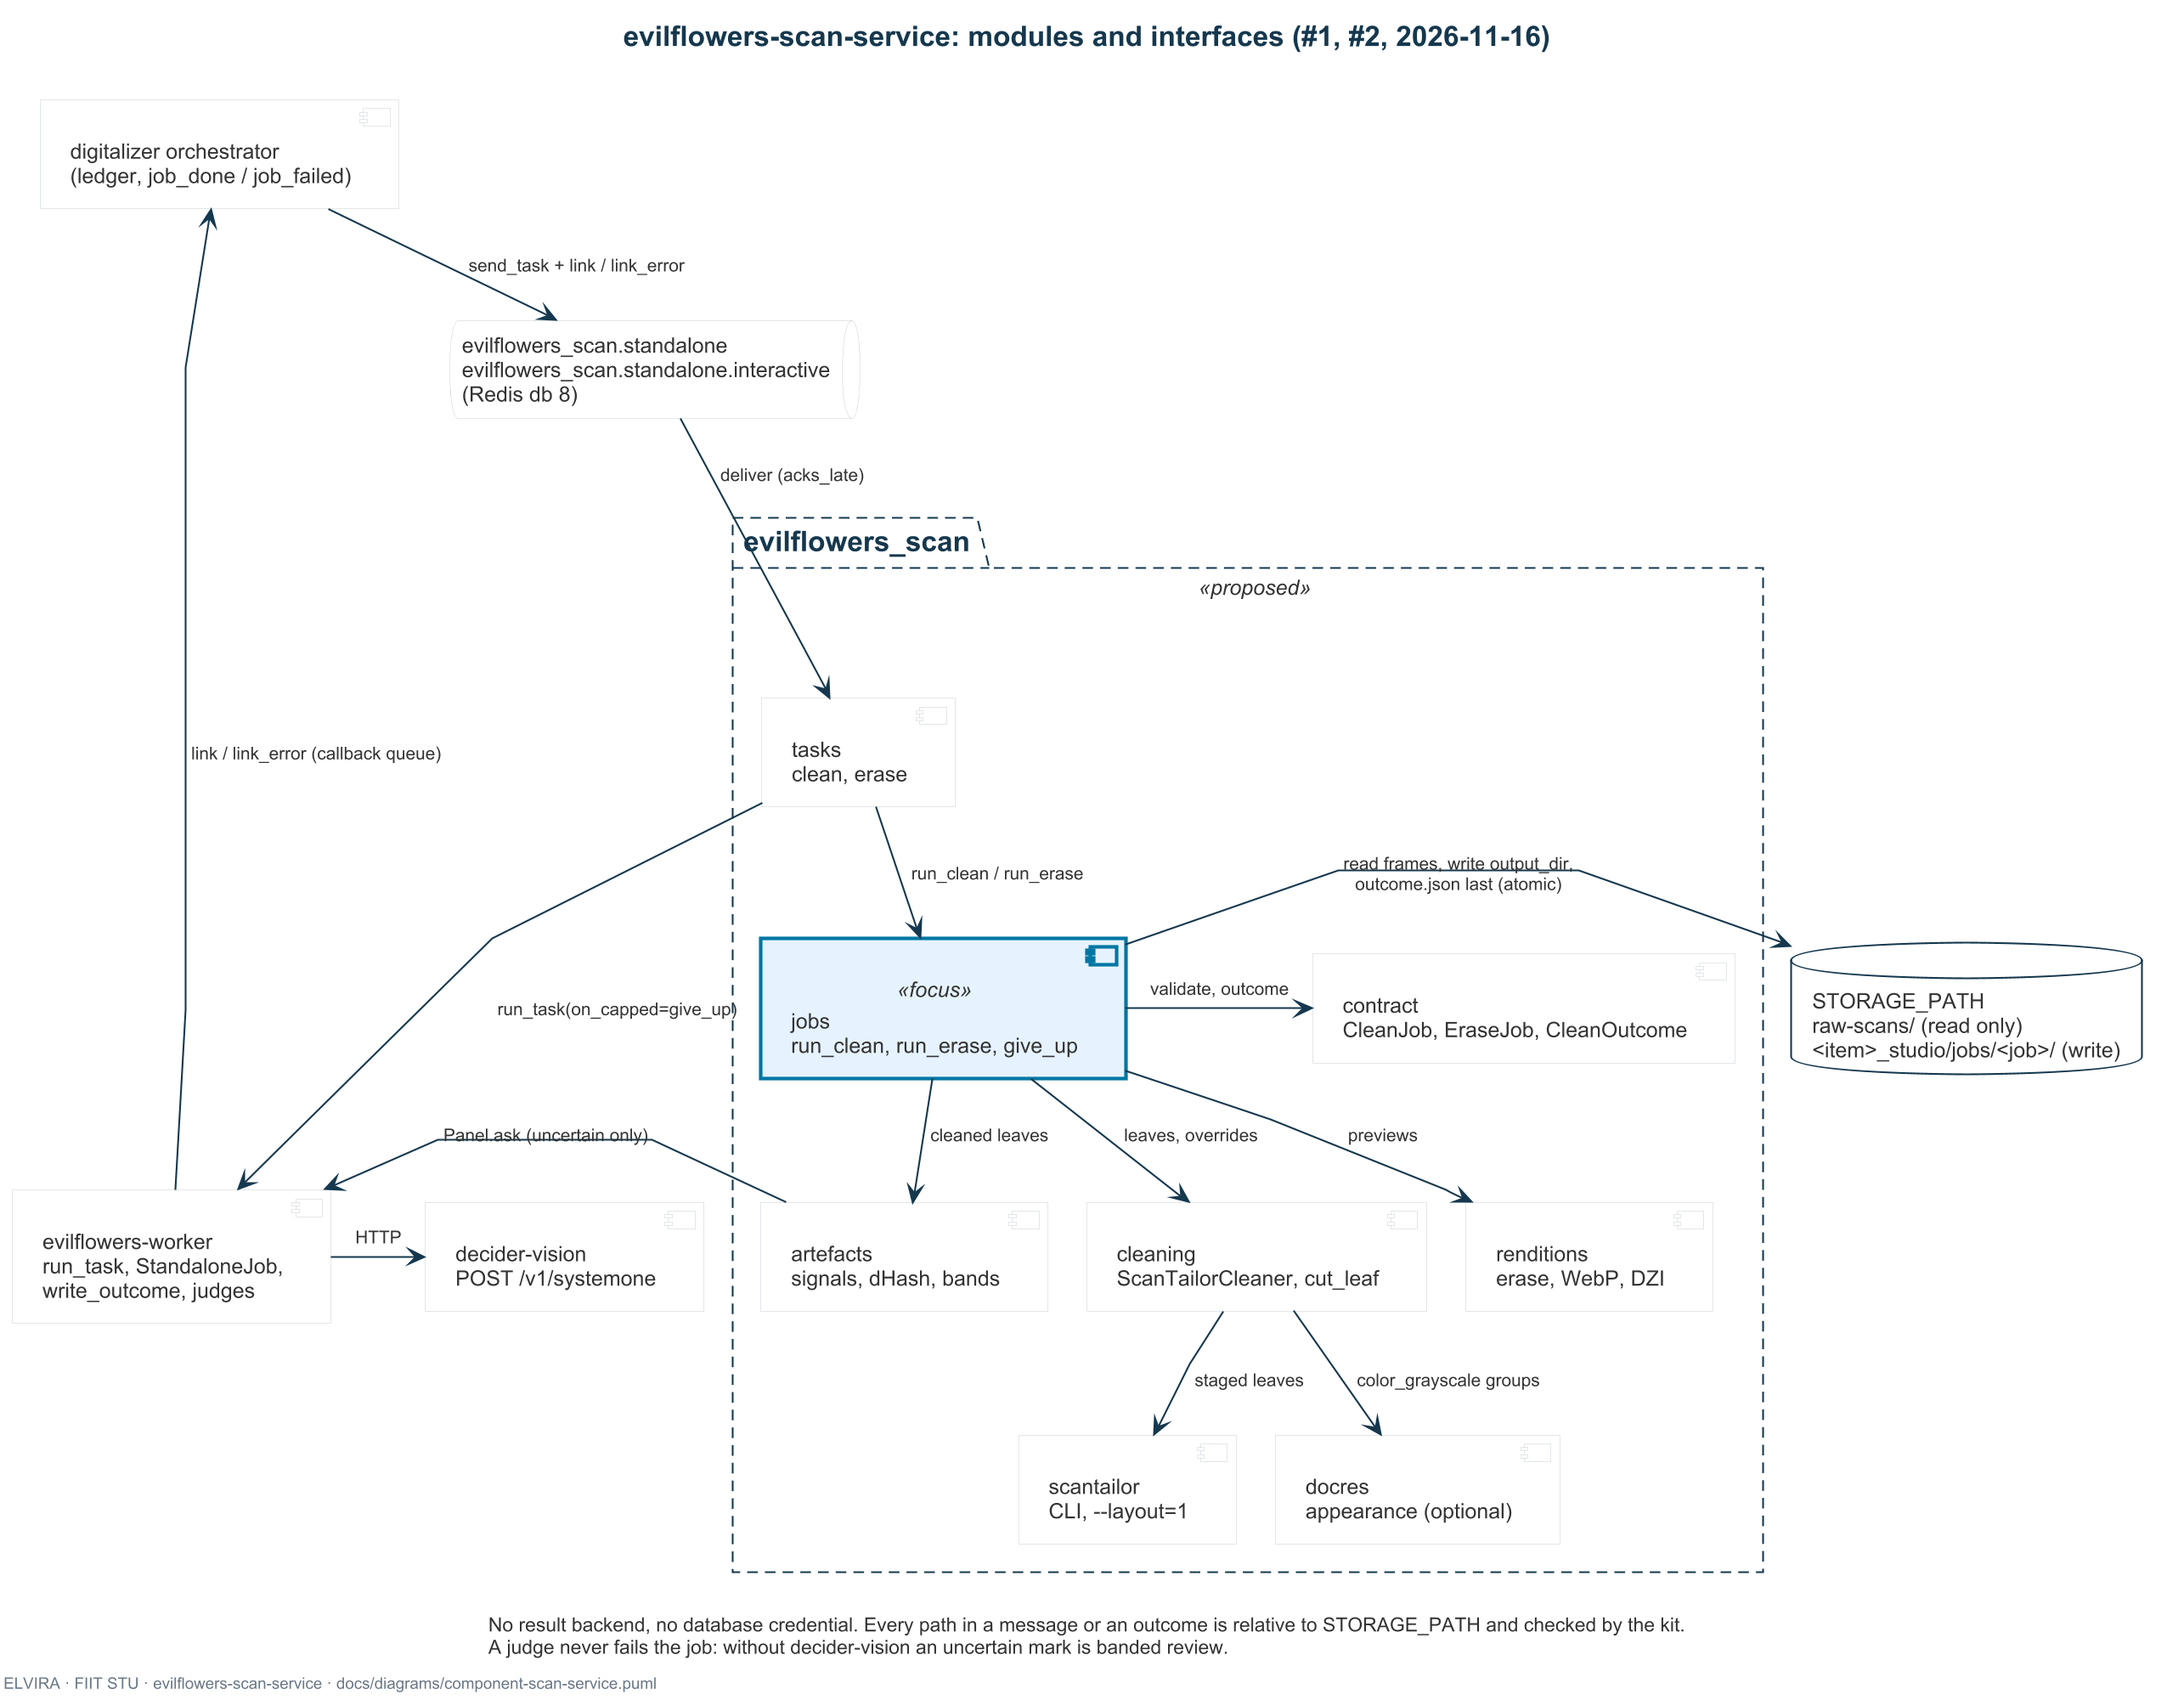 evilflowers-scan-service: modules and interfaces (#1, #2, 2026-11-16)
digitalizer orchestrator
(ledger, job_done / job_failed)
send_task + link / link_error
evilflowers_scan.standalone
evilflowers_scan.standalone.interactive
(Redis db 8)
deliver (acks_late)
evilflowers_scan
«proposed»
link / link_error (callback queue)
tasks
clean, erase
run_clean / run_erase
read frames, write output_dir,
outcome.json last (atomic)
run_task(on_capped=give_up)
«focus»
jobs
run_clean, run_erase, give_up
validate, outcome
contract
CleanJob, EraseJob, CleanOutcome
STORAGE_PATH
raw-scans/ (read only)
<item>_studio/jobs/<job>/ (write)
Panel.ask (uncertain only)
cleaned leaves
leaves, overrides
previews
evilflowers-worker
run_task, StandaloneJob,
write_outcome, judges
HTTP
decider-vision
POST /v1/systemone
artefacts
signals, dHash, bands
cleaning
ScanTailorCleaner, cut_leaf
renditions
erase, WebP, DZI
staged leaves
color_grayscale groups
scantailor
CLI, --layout=1
docres
appearance (optional)
No result backend, no database credential. Every path in a message or an outcome is relative to STORAGE_PATH and checked by the kit.
A judge never fails the job: without decider-vision an uncertain mark is banded review.
ELVIRA · FIIT STU · evilflowers-scan-service · docs/diagrams/component-scan-service.puml